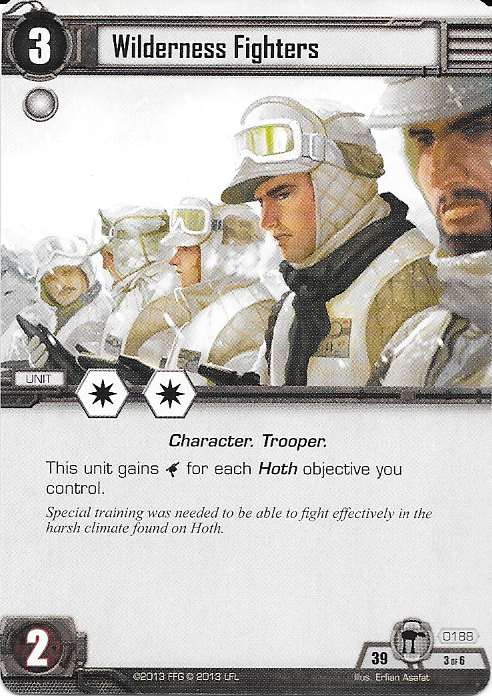 3
Wilderness Fighters
UNIT
Character. Trooper.
This unit gains for each Hoth objective you
control.
Special training was needed to be able to fight effectively in the
harsh climate found on Hoth.
2
39
0188
3 OF 6
©2013 FFG © 2013 LFL
Illus. Erfian Asafat